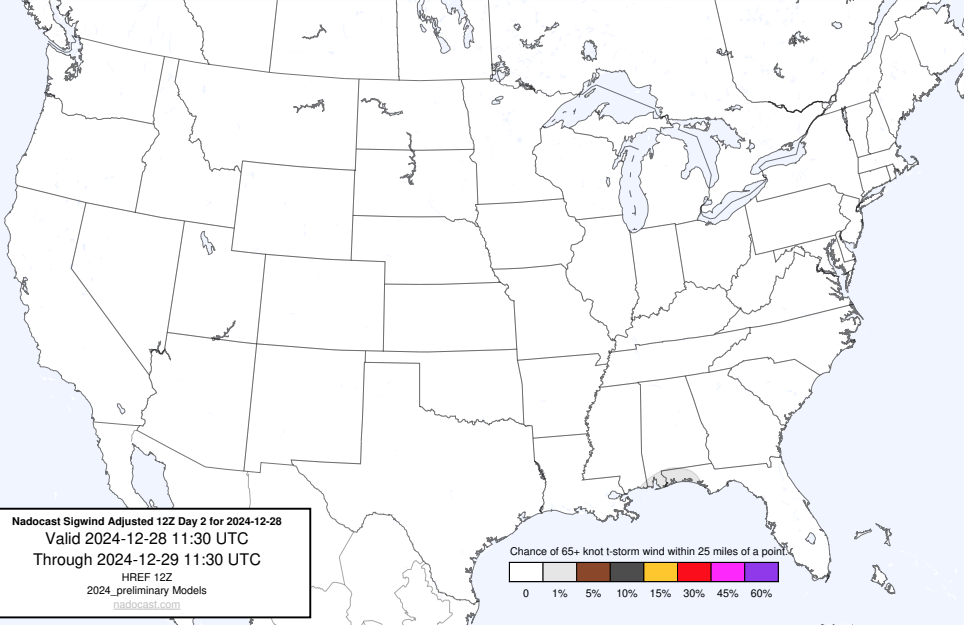 Nadocast Sigwind Adjusted 12Z Day 2 for 2024-12-28
Valid 2024-12-28 11:30 UTC
Through 2024-12-29 11:30 UTC
HREF 12Z
2024_preliminary Models
nadocast.com
Chance of 65+ knot t-storm wind within 25 miles of a point.
0 1% 5% 10% 15% 30% 45% 60%